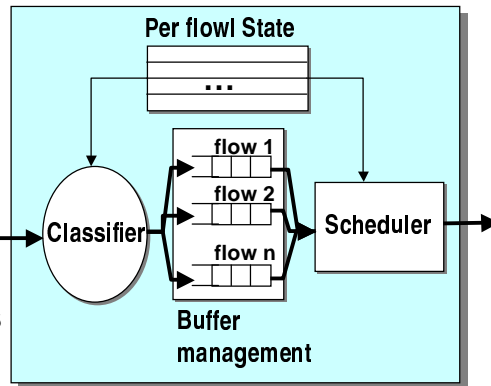 Per flowl State
...
flow 1
flow 2
flow n
Classifier
Scheduler
Buffer
management